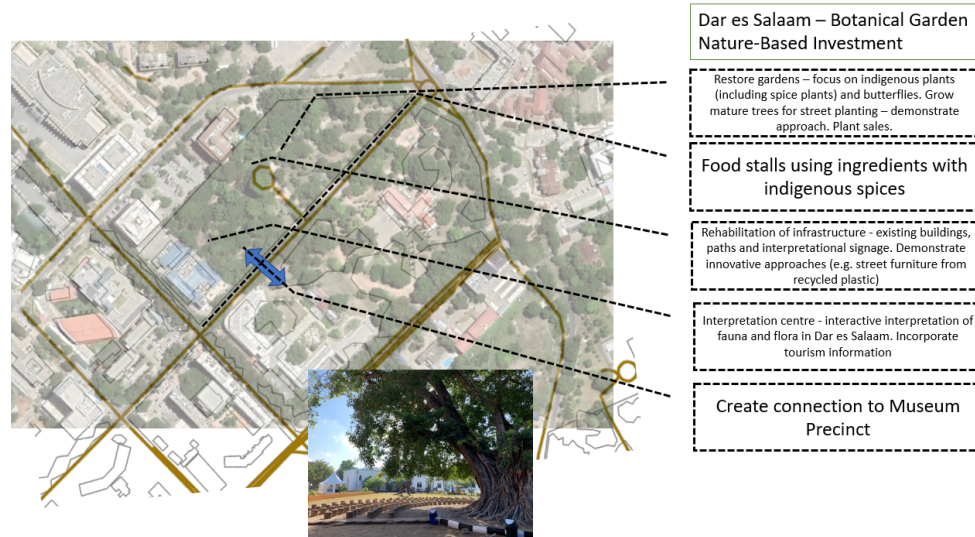 Dar es Salaam – Botanical Garden
Nature-Based Investment
Restore gardens – focus on indigenous plants
(including spice plants) and butterflies. Grow
mature trees for street planting – demonstrate
approach. Plant sales.
Food stalls using ingredients with
indigenous spices
Rehabilitation of infrastructure - existing buildings,
paths and interpretational signage. Demonstrate
innovative approaches (e.g. street furniture from
recycled plastic)
Interpretation centre - interactive interpretation of
fauna and flora in Dar es Salaam. Incorporate
tourism information
Create connection to Museum
Precinct